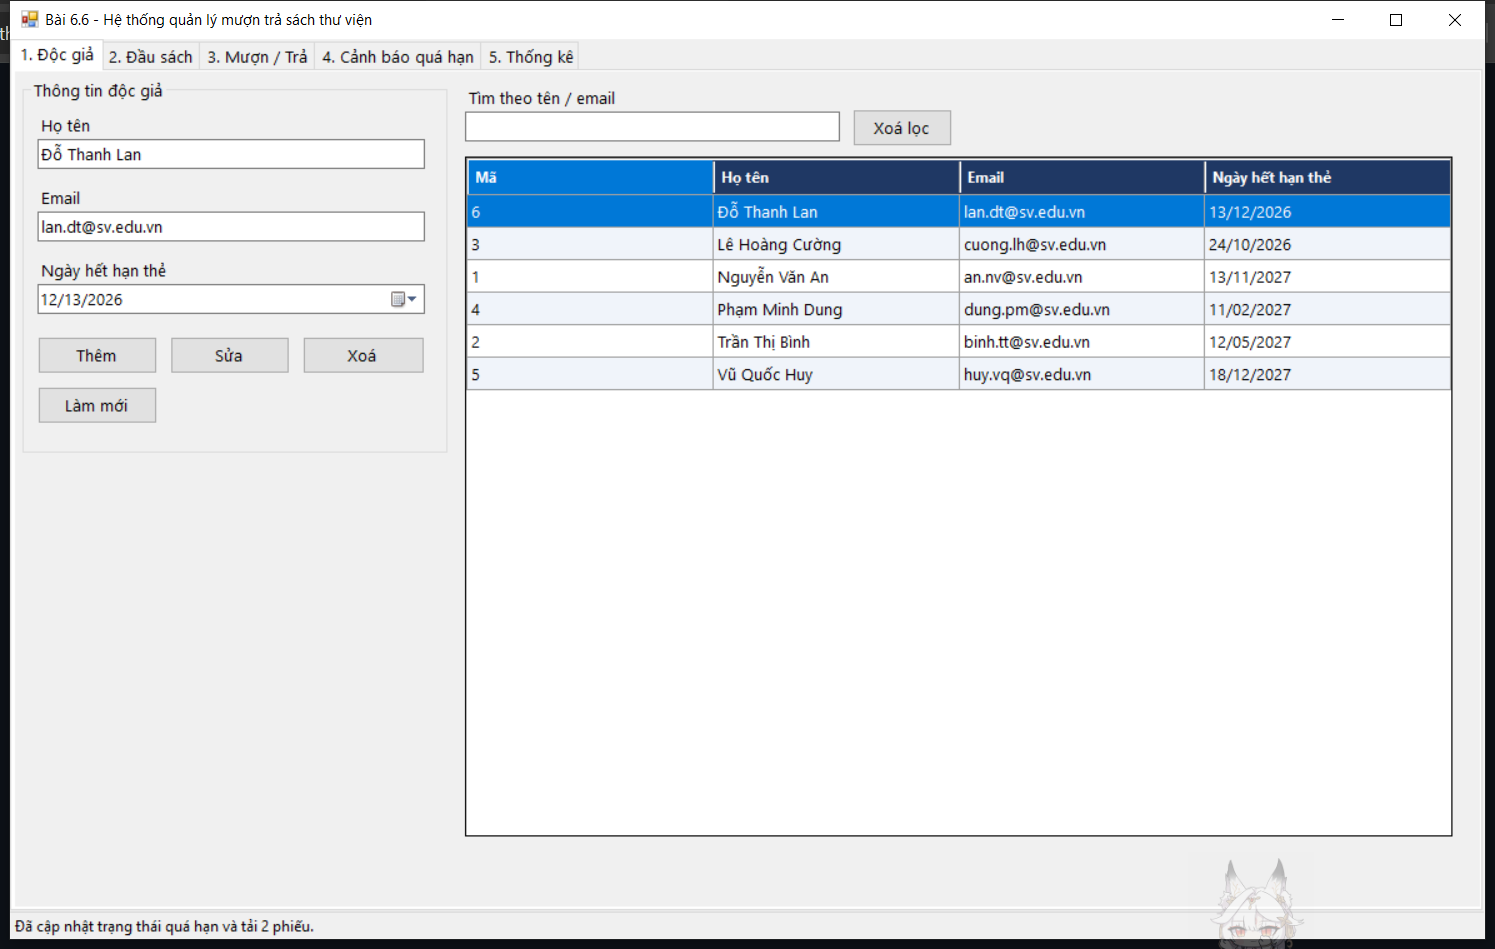 Bài 6.6 - Hệ thống quản lý mượn trả sách thư viện
1. Độc giả 2. Đầu sách 3. Mượn / Trả 4. Cảnh báo quá hạn 5. Thống kê
Thông tin độc giả
Họ tên
Đỗ Thanh Lan
Email
lan.dt@sv.edu.vn
Ngày hết hạn thẻ
12/13/2026
Thêm Sửa Xoá
Làm mới
Tìm theo tên / email
Xoá lọc
Mã Họ tên Email Ngày hết hạn thẻ
6 Đỗ Thanh Lan lan.dt@sv.edu.vn 13/12/2026
3 Lê Hoàng Cường cuong.lh@sv.edu.vn 24/10/2026
1 Nguyễn Văn An an.nv@sv.edu.vn 13/11/2027
4 Phạm Minh Dung dung.pm@sv.edu.vn 11/02/2027
2 Trần Thị Bình binh.tt@sv.edu.vn 12/05/2027
5 Vũ Quốc Huy huy.vq@sv.edu.vn 18/12/2027
Đã cập nhật trạng thái quá hạn và tải 2 phiếu.